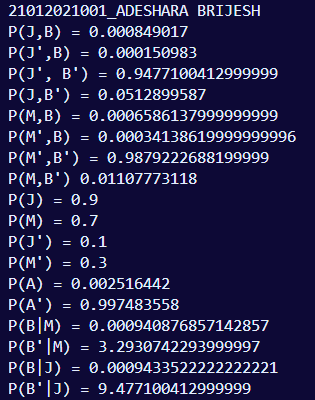 21012021001_ADESHARA BRIJESH
P(J,B) = 0.000849017
P(J',B) = 0.000150983
P(J', B') = 0.9477100412999999
P(J,B') = 0.0512899587
P(M,B) = 0.0006586137999999999
P(M',B) = 0.00034138619999999996
P(M',B') = 0.9879222688199999
P(M,B') 0.01107773118
P(J) = 0.9
P(M) = 0.7
P(J') = 0.1
P(M') = 0.3
P(A) = 0.002516442
P(A') = 0.997483558
P(B|M) = 0.000940876857142857
P(B'|M) = 3.2930742293999997
P(B|J) = 0.0009433522222222221
P(B'|J) = 9.477100412999999